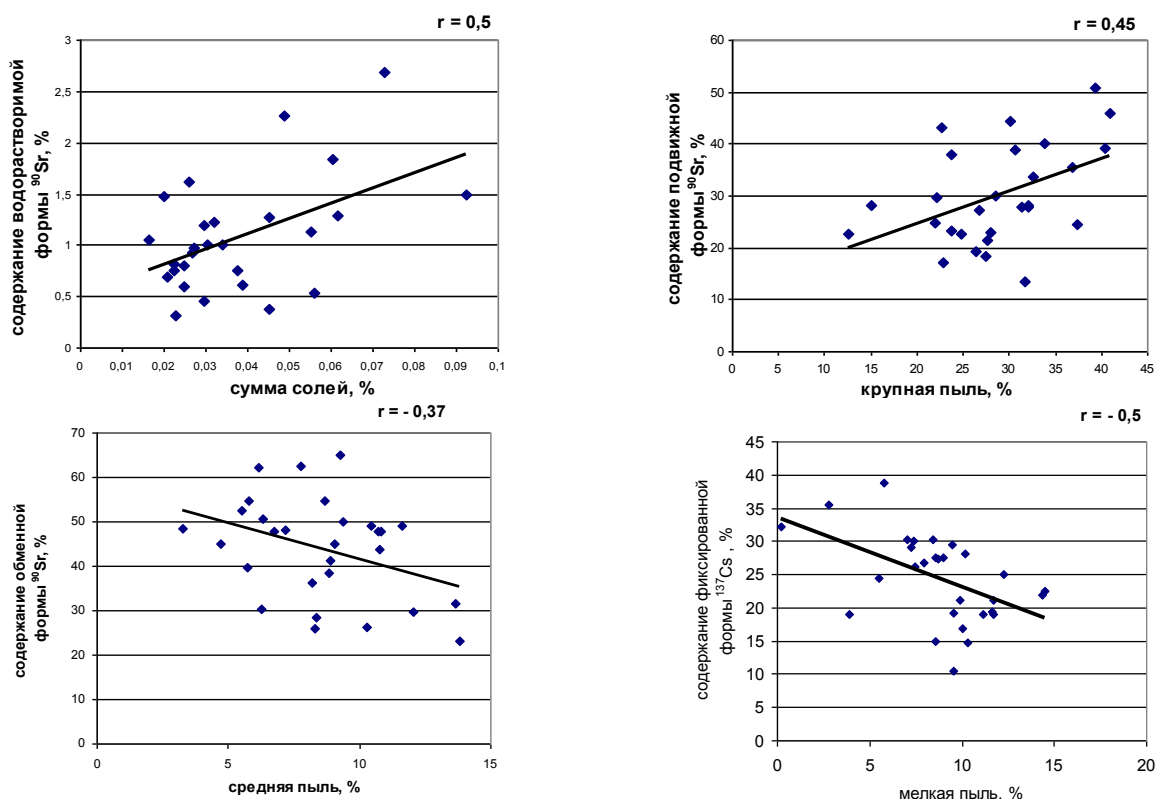 r = 0,5
содержание водорастворимой
формы ⁹⁰Sr, %
3
2,5
2
1,5
1
0,5
0
0 0,01 0,02 0,03 0,04 0,05 0,06 0,07 0,08 0,09 0,1
сумма солей, %
r = 0,45
содержание подвижной
формы ⁹⁰Sr, %
60
50
40
30
20
10
0
0 5 10 15 20 25 30 35 40 45
крупная пыль, %
r = - 0,37
содержание обменной
формы ⁹⁰Sr, %
70
60
50
40
30
20
10
0
0 5 10 15
средняя пыль, %
r = - 0,5
содержание фиксированной
формы ¹³⁷Cs , %
45
40
35
30
25
20
15
10
5
0
0 5 10 15 20
мелкая пыль, %